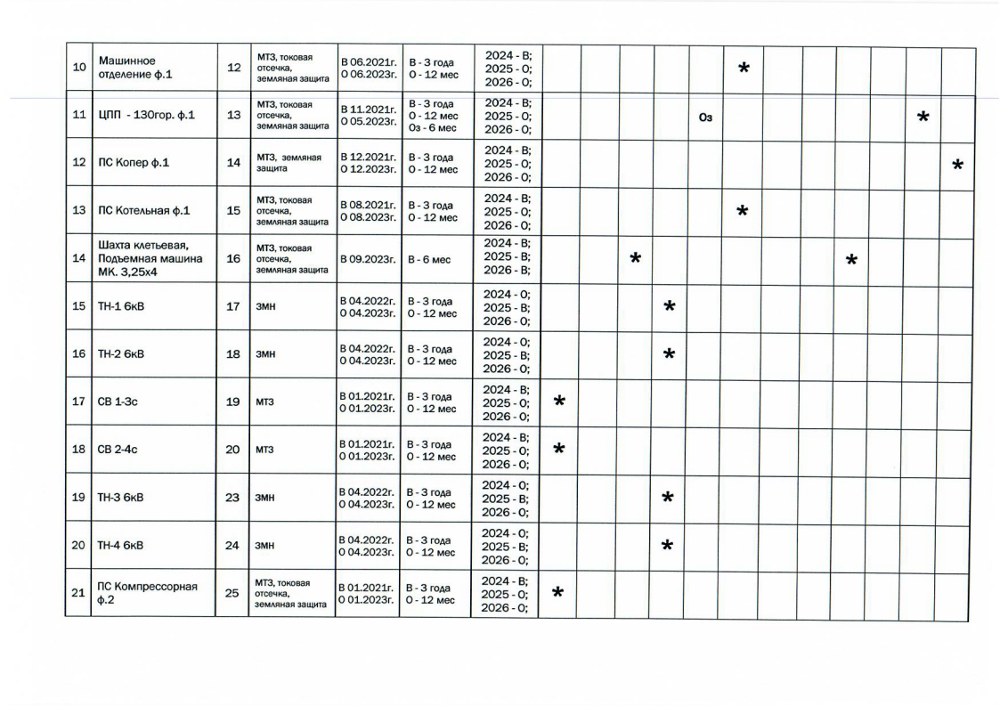 10
Машинное
отделение ф.1
12
МТЗ, токовая
отсечка,
земляная защита
В 06.2021г.
О 06.2023г.
В - 3 года
О - 12 мес
2024 - В;
2025 - О;
2026 - О;
*
11
ЦПП - 130гор. ф.1
13
МТЗ, токовая
отсечка,
земляная защита
В 11.2021г.
О 05.2023г.
В - 3 года
О - 12 мес
Оз - 6 мес
2024 - В;
2025 - О;
2026 - О;
Оз
*
12
ПС Копер ф.1
14
МТЗ, земляная
защита
В 12.2021г.
О 12.2023г.
В - 3 года
О - 12 мес
2024 - В;
2025 - О;
2026 - О;
*
13
ПС Котельная ф.1
15
МТЗ, токовая
отсечка,
земляная защита
В 08.2021г.
О 08.2023г.
В - 3 года
О - 12 мес
2024 - В;
2025 - О;
2026 - О;
*
14
Шахта клетьевая,
Подъемная машина
МК. 3,25х4
16
МТЗ, токовая
отсечка,
земляная защита
В 09.2023г.
В - 6 мес
2024 - В;
2025 - В;
2026 - В;
*
*
15
ТН-1 6кВ
17
ЗМН
В 04.2022г.
О 04.2023г.
В - 3 года
О - 12 мес
2024 - О;
2025 - В;
2026 - О;
*
16
ТН-2 6кВ
18
ЗМН
В 04.2022г.
О 04.2023г.
В - 3 года
О - 12 мес
2024 - О;
2025 - В;
2026 - О;
*
17
СВ 1-3с
19
МТЗ
В 01.2021г.
О 01.2023г.
В - 3 года
О - 12 мес
2024 - В;
2025 - О;
2026 - О;
*
18
СВ 2-4с
20
МТЗ
В 01.2021г.
О 01.2023г.
В - 3 года
О - 12 мес
2024 - В;
2025 - О;
2026 - О;
*
19
ТН-3 6кВ
23
ЗМН
В 04.2022г.
О 04.2023г.
В - 3 года
О - 12 мес
2024 - О;
2025 - В;
2026 - О;
*
20
ТН-4 6кВ
24
ЗМН
В 04.2022г.
О 04.2023г.
В - 3 года
О - 12 мес
2024 - О;
2025 - В;
2026 - О;
*
21
ПС Компрессорная
ф.2
25
МТЗ, токовая
отсечка,
земляная защита
В 01.2021г.
О 01.2023г.
В - 3 года
О - 12 мес
2024 - В;
2025 - О;
2026 - О;
*